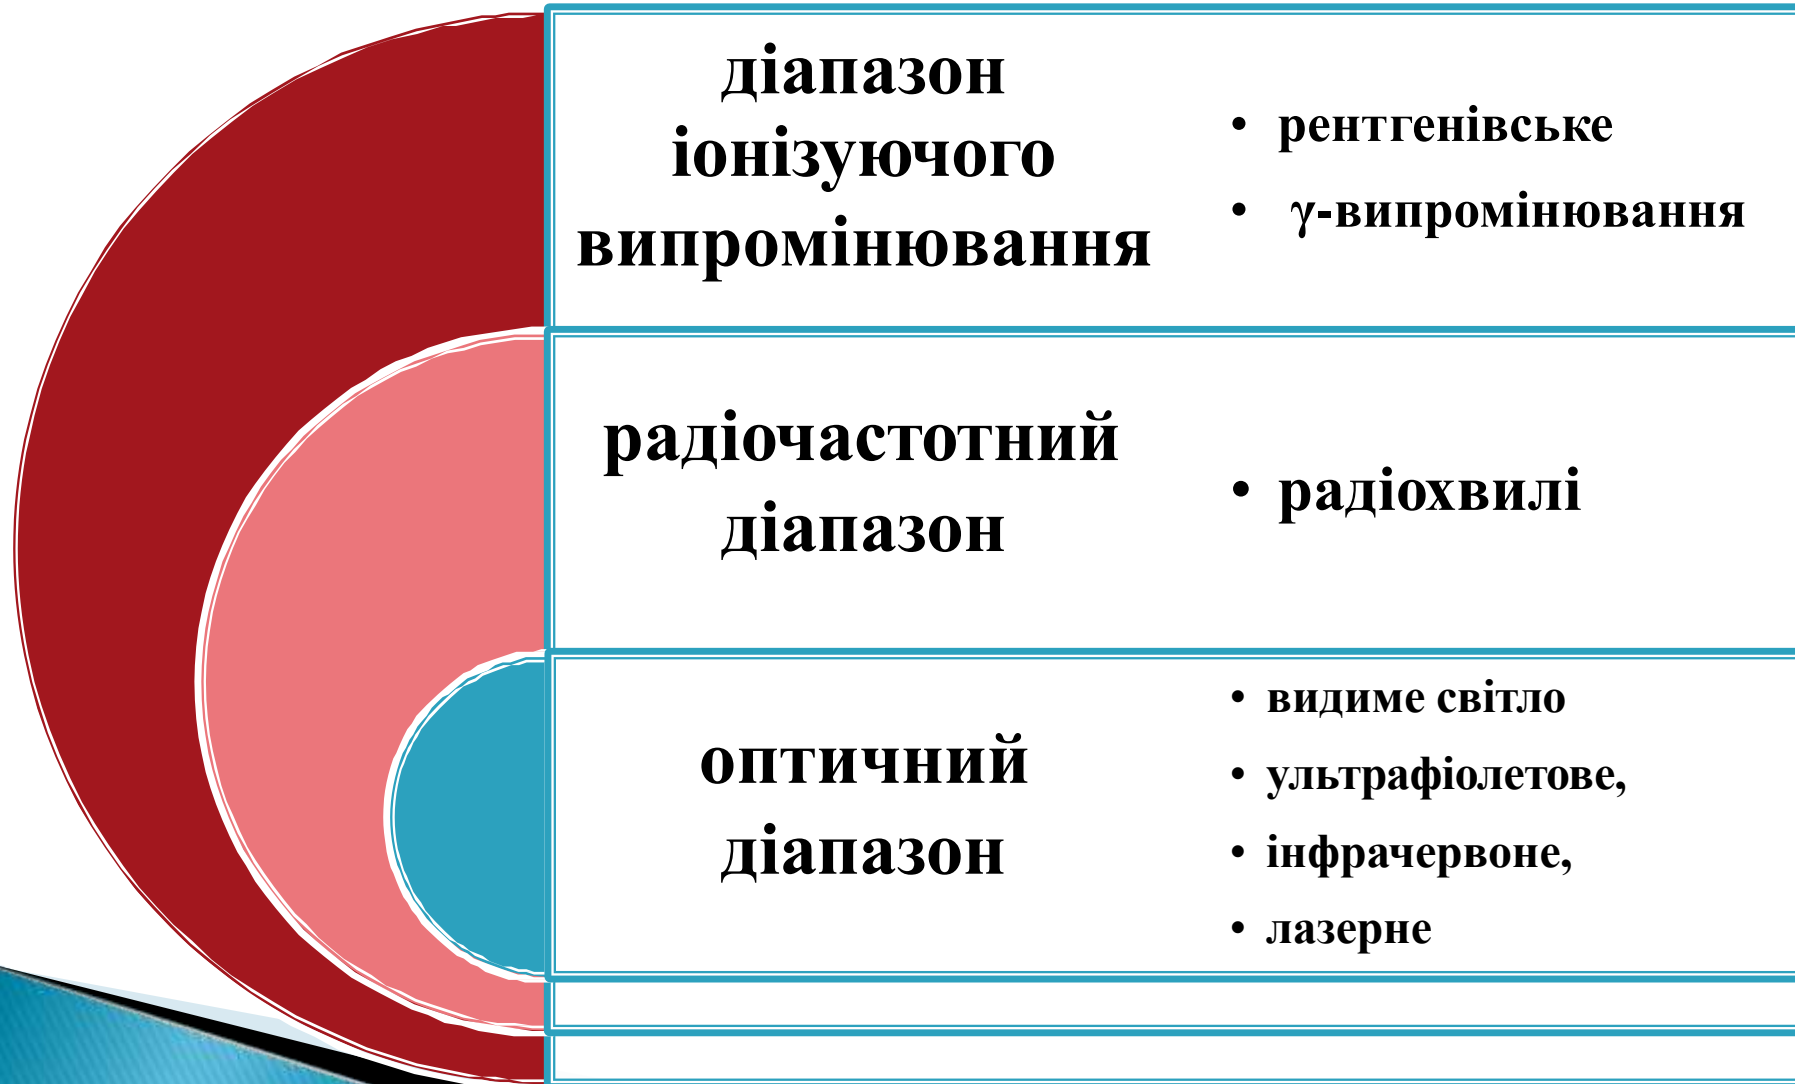 діапазон
іонізуючого
випромінювання
• рентгенівське
• γ-випромінювання
радіочастотний
діапазон
• радіохвилі
оптичний
діапазон
• видиме світло
• ультрафіолетове,
• інфрачервоне,
• лазерне